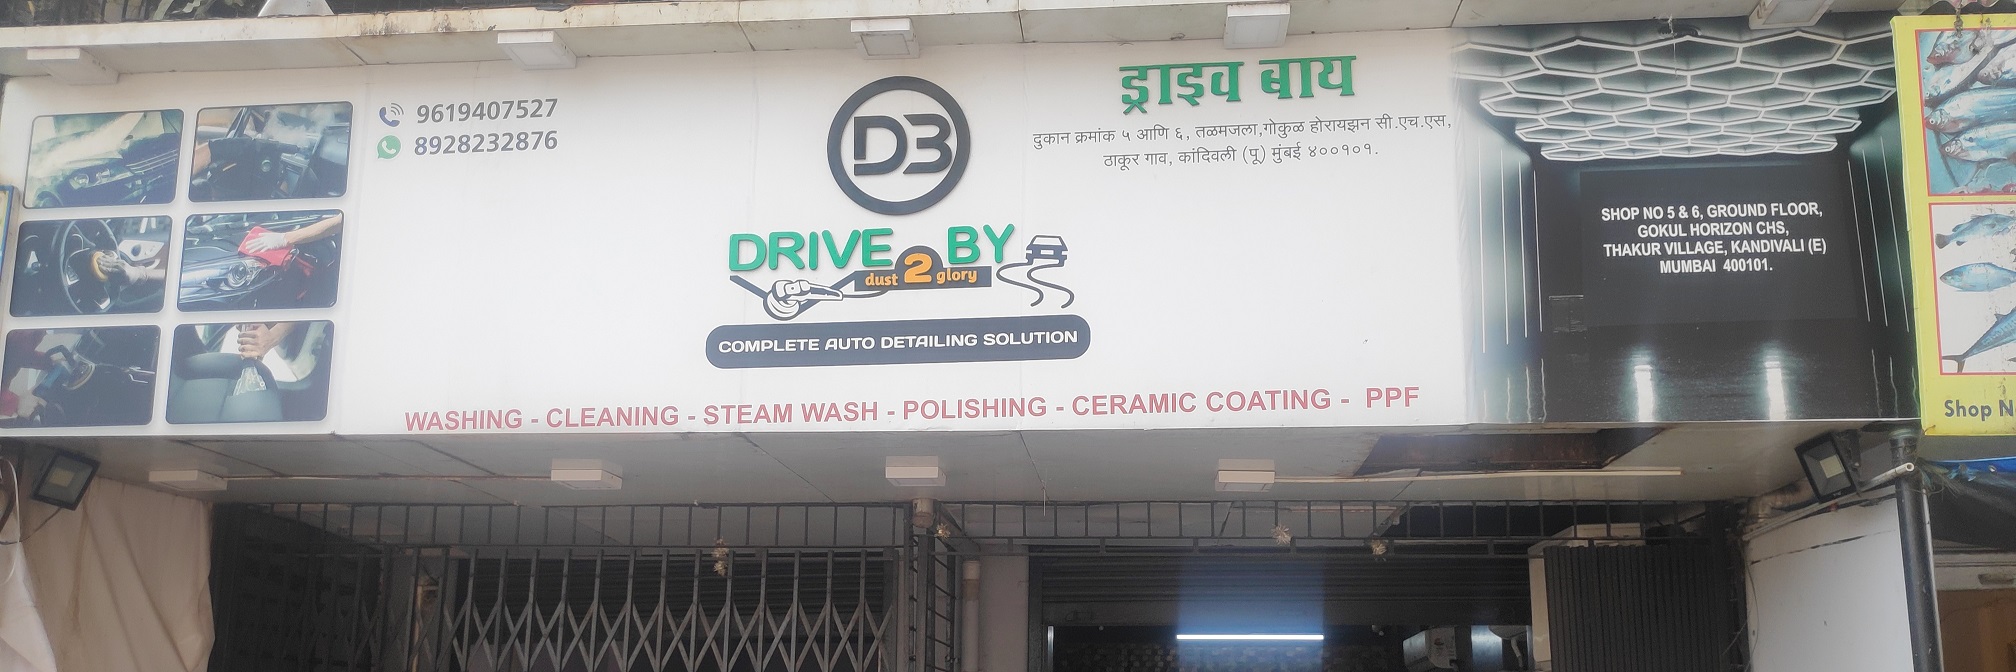 9619407527
8928232876
DB
DRIVE BY
dust 2 glory
COMPLETE AUTO DETAILING SOLUTION
ड्राइव बाय
दुकान क्रमांक ५ आणि ६, तळमजला,गोकुळ होरायझन सी.एच.एस,
ठाकूर गाव, कांदिवली (पू) मुंबई ४००१०१.
WASHING - CLEANING - STEAM WASH - POLISHING - CERAMIC COATING - PPF
SHOP NO 5 & 6, GROUND FLOOR,
GOKUL HORIZON CHS,
THAKUR VILLAGE, KANDIVALI (E)
MUMBAI 400101.
Shop N